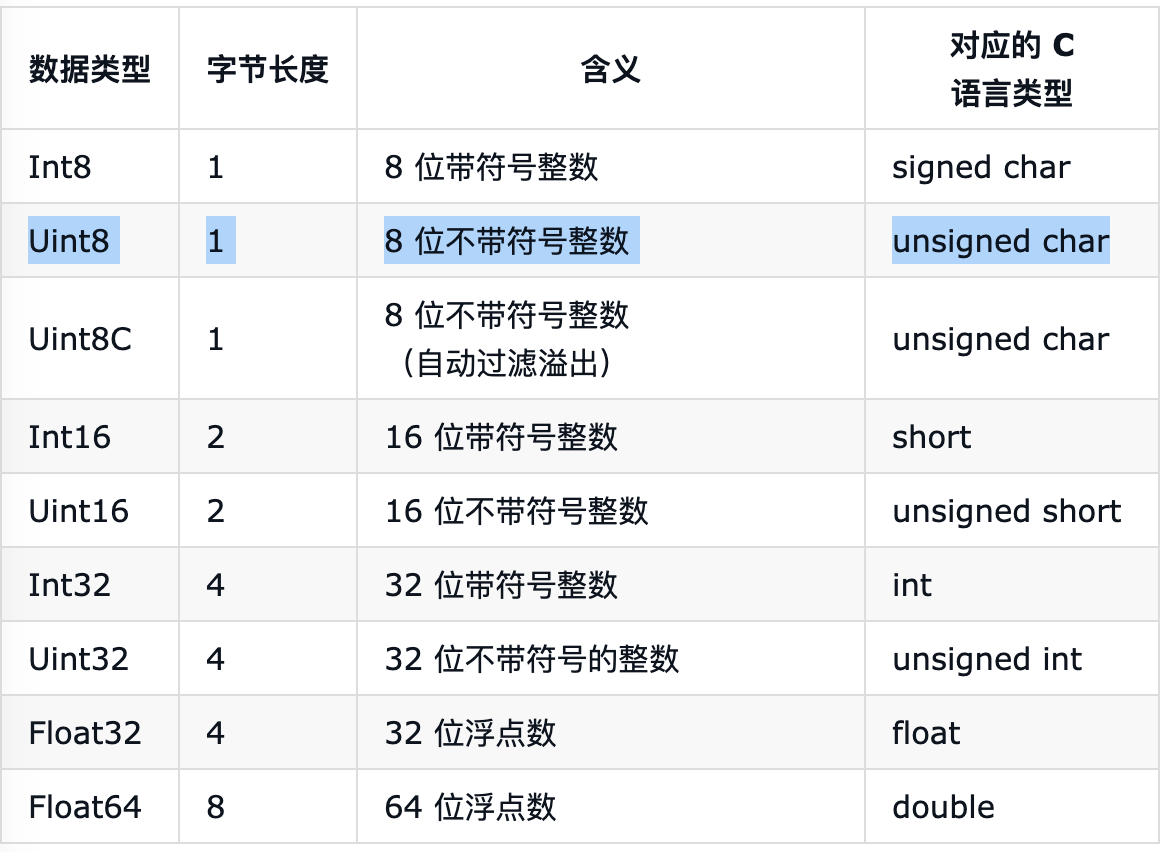 数据类型 字节长度 含义 对应的 C
语言类型
Int8 1 8 位带符号整数 signed char
Uint8 1 8 位不带符号整数 unsigned char
Uint8C 1 8 位不带符号整数
（自动过滤溢出） unsigned char
Int16 2 16 位带符号整数 short
Uint16 2 16 位不带符号整数 unsigned short
Int32 4 32 位带符号整数 int
Uint32 4 32 位不带符号的整数 unsigned int
Float32 4 32 位浮点数 float
Float64 8 64 位浮点数 double